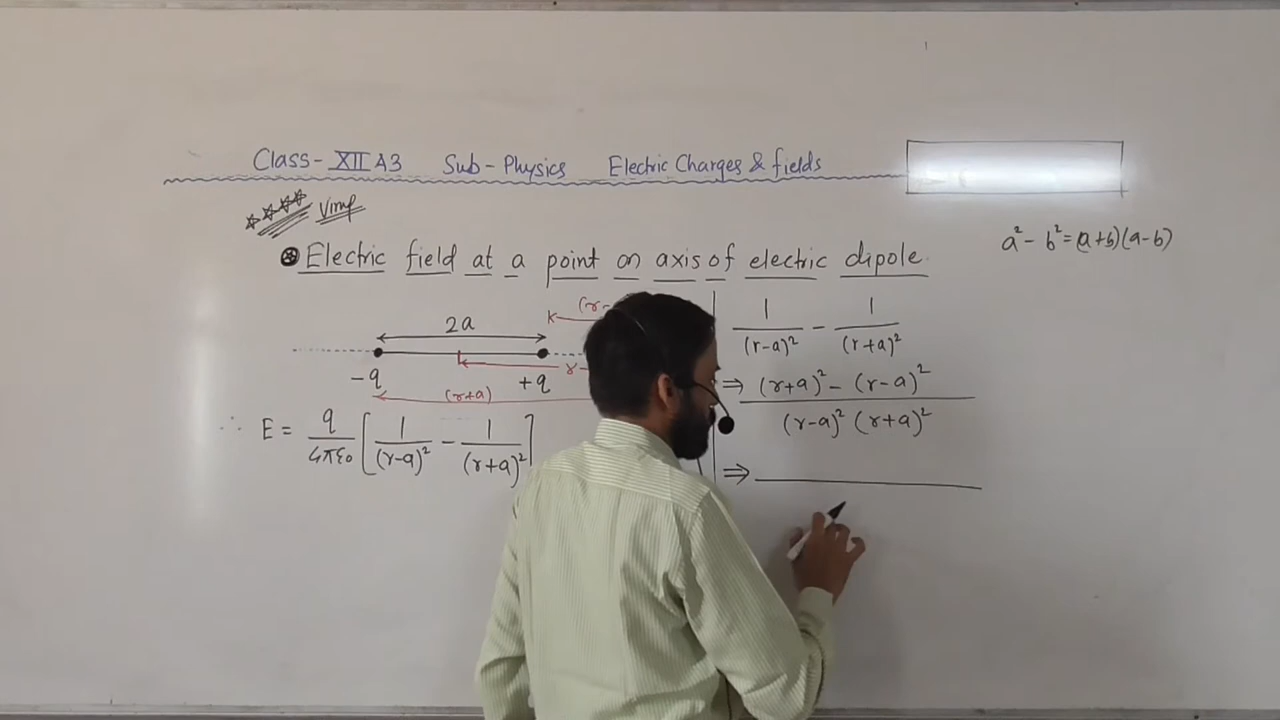 Class- XII A3 Sub- Physics Electric Charges & fields
Vimp
Electric field at a point on axis of electric dipole
a² - b² = (a+b)(a-b)
2a
-q
+q
(r+a)
∴ E = q/4πε₀ [1/(r-a)² - 1/(r+a)²]
1/(r-a)² - 1/(r+a)²
⇒ (r+a)² - (r-a)² / (r-a)² (r+a)²
⇒